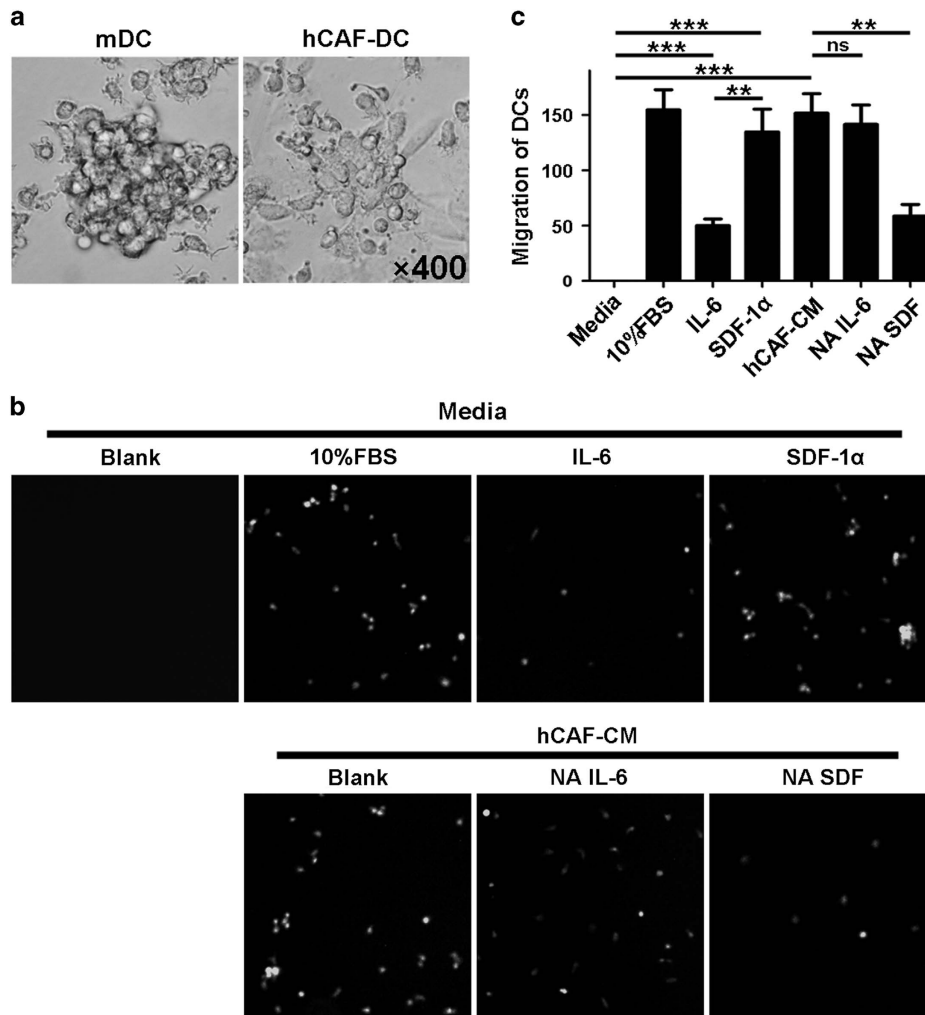 a
mDC
hCAF-DC
×400
c
***
**
***
ns
***
**
Migration of DCs
150
100
50
0
Media
10%FBS
IL-6
SDF-1α
hCAF-CM
NA IL-6
NA SDF
b
Media
Blank
10%FBS
IL-6
SDF-1α
hCAF-CM
Blank
NA IL-6
NA SDF